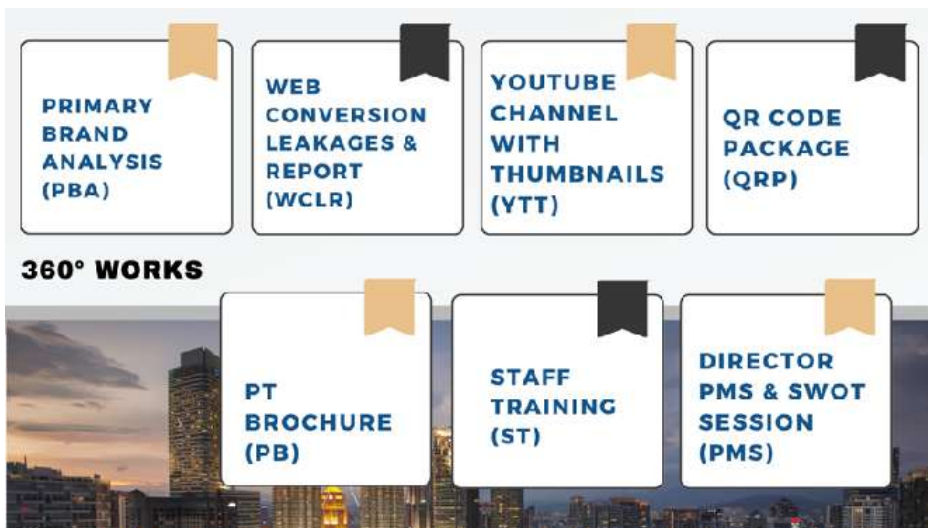 PRIMARY
BRAND
ANALYSIS
(PBA)
WEB
CONVERSION
LEAKAGES &
REPORT
(WCLR)
YOUTUBE
CHANNEL
WITH
THUMBNAILS
(YTT)
QR CODE
PACKAGE
(QRP)
360° WORKS
PT
BROCHURE
(PB)
STAFF
TRAINING
(ST)
DIRECTOR
PMS & SWOT
SESSION
(PMS)